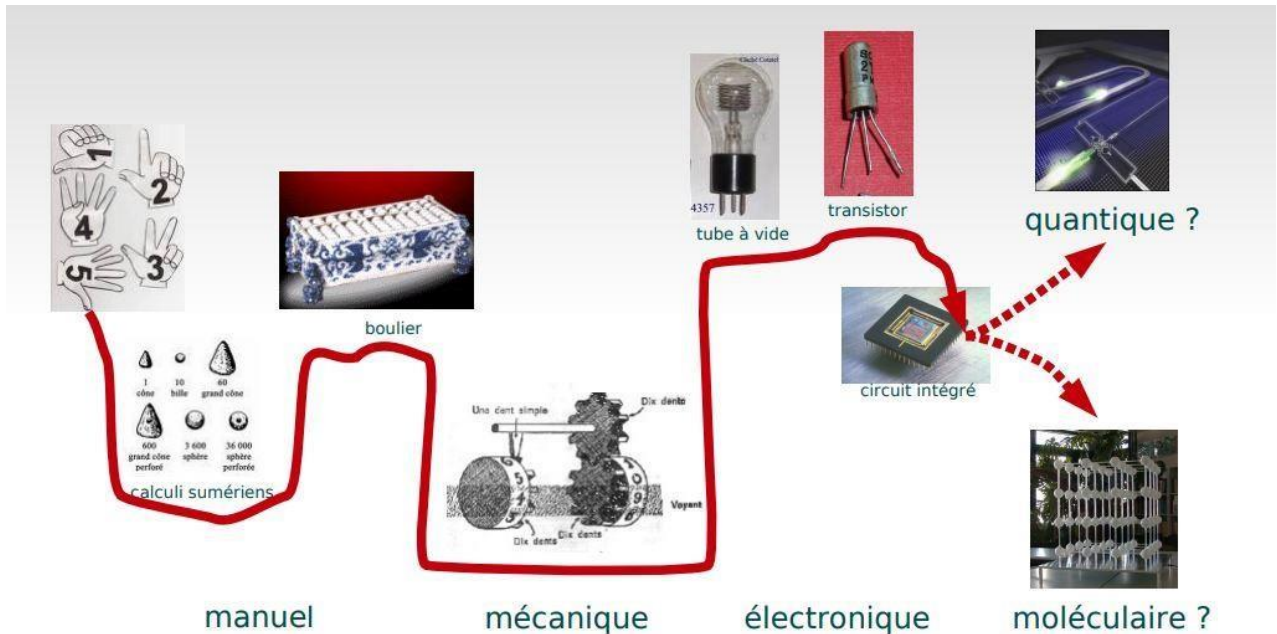 1
2
4
3
5
1
cône
10
bille
60
grand cône
600
grand cône
perforé
3 600
sphère
36 000
sphère
perforée
calculi sumériens
boulier
Une dent simple
Dix dents
Voyant
Dix dents
Dix dents
4357
tube à vide
transistor
circuit intégré
quantique ?
manuel
mécanique
électronique
moléculaire ?